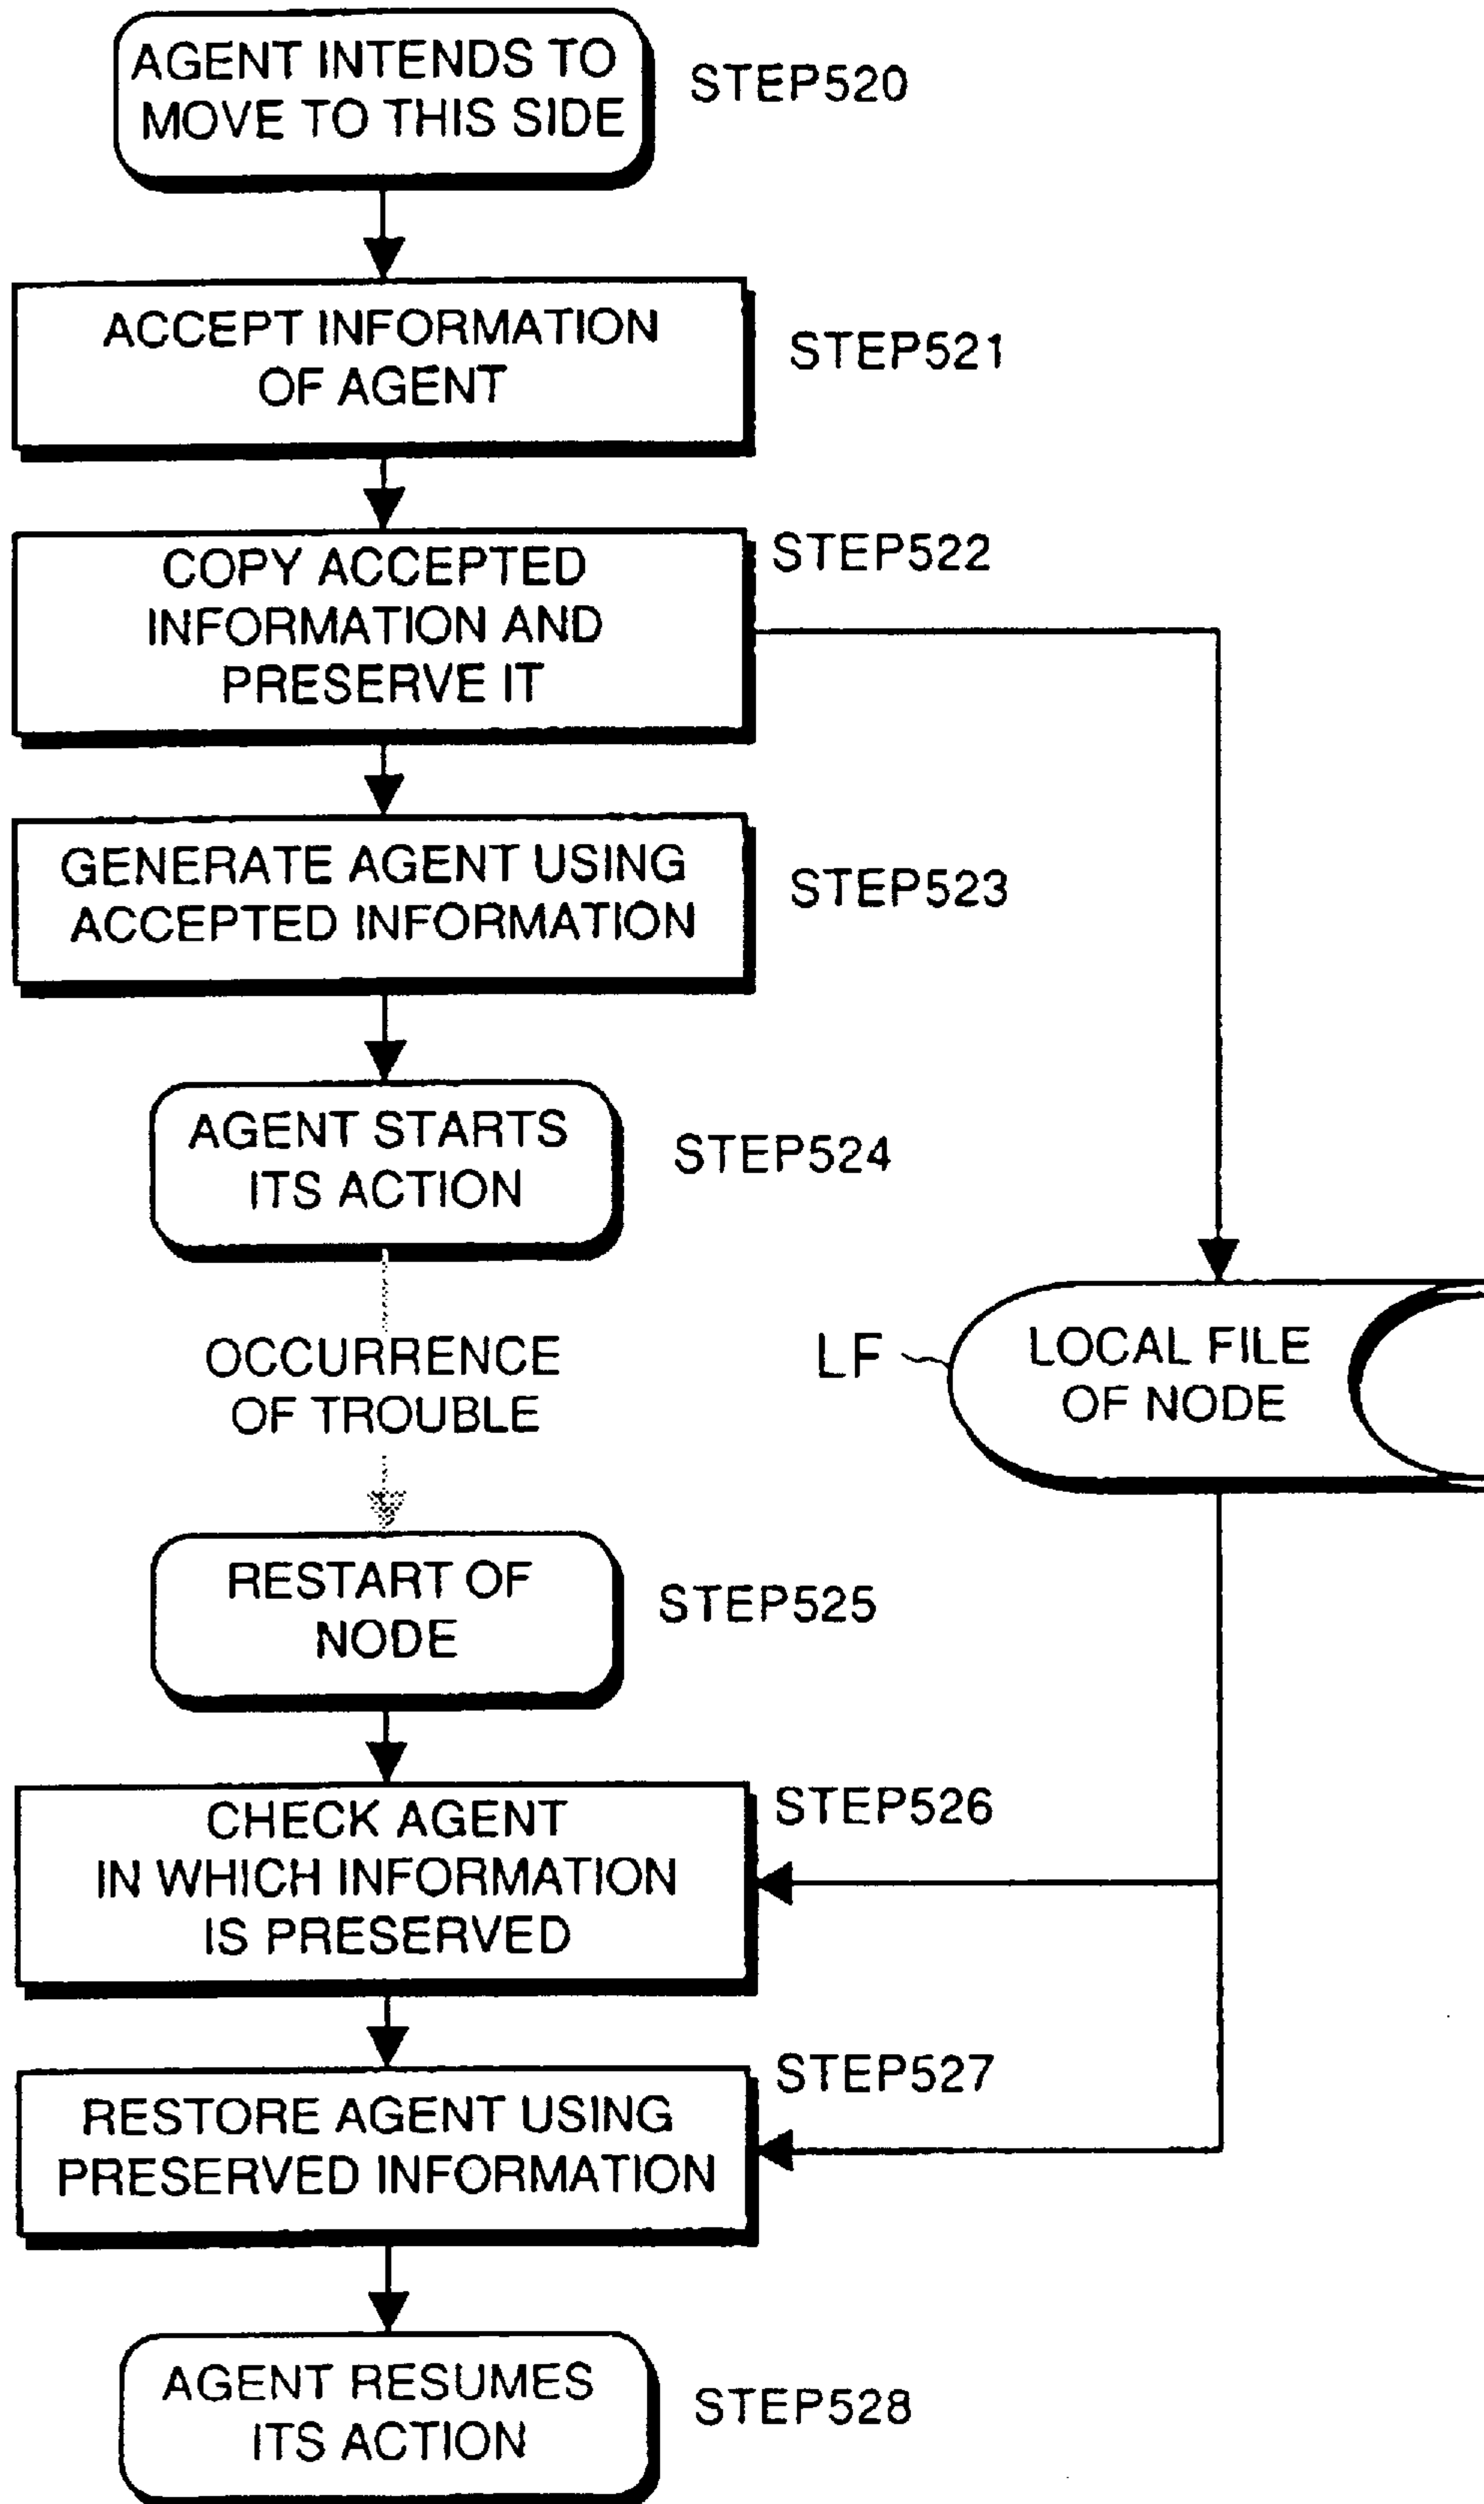 AGENT INTENDS TO
MOVE TO THIS SIDE
STEP520
ACCEPT INFORMATION
OF AGENT
STEP521
COPY ACCEPTED
INFORMATION AND
PRESERVE IT
STEP522
GENERATE AGENT USING
ACCEPTED INFORMATION
STEP523
AGENT STARTS
ITS ACTION
STEP524
OCCURRENCE
OF TROUBLE
LF
LOCAL FILE
OF NODE
RESTART OF
NODE
STEP525
CHECK AGENT
IN WHICH INFORMATION
IS PRESERVED
STEP526
RESTORE AGENT USING
PRESERVED INFORMATION
STEP527
AGENT RESUMES
ITS ACTION
STEP528